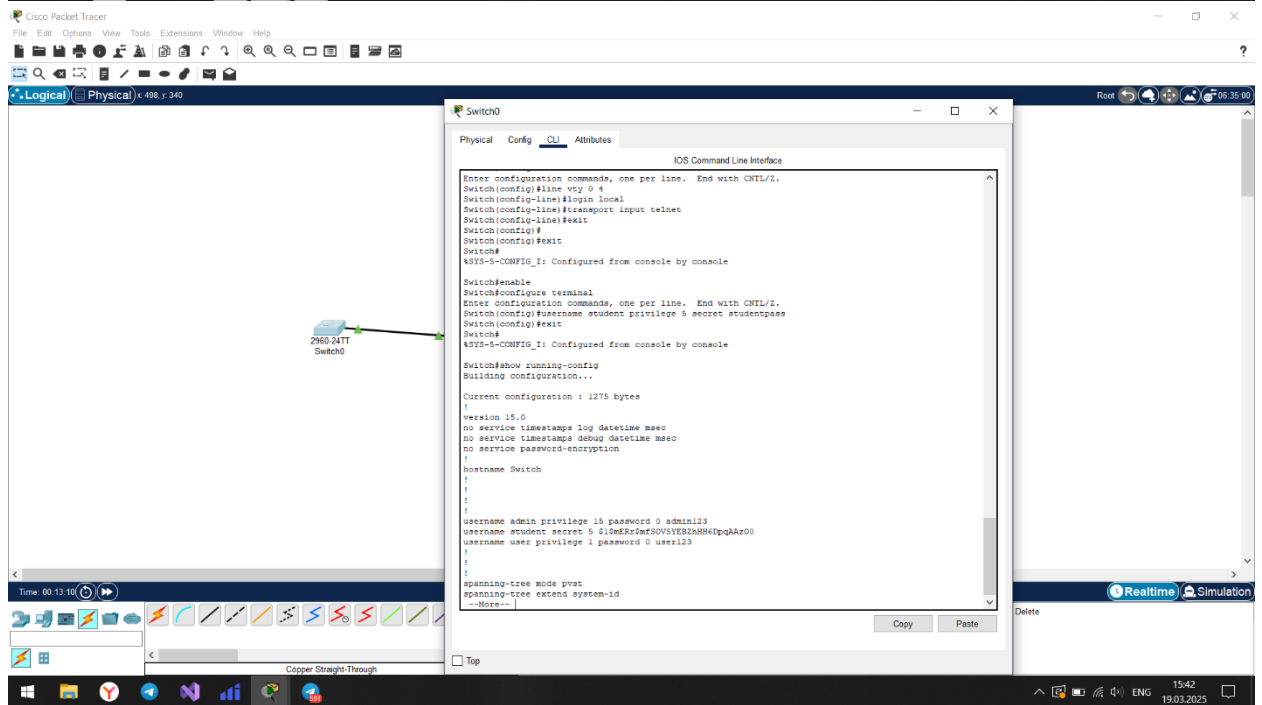 Cisco Packet Tracer
File Edit Options View Tools Extensions Window Help
?
Logical Physical x: 498, y: 340
Root 06:35:00
Switch0
Physical Config CLI Attributes
IOS Command Line Interface
Enter configuration commands, one per line. End with CNTL/Z.
Switch(config)#line vty 0 4
Switch(config-line)#login local
Switch(config-line)#transport input telnet
Switch(config-line)#exit
Switch(config)#
Switch(config)#exit
Switch#
%SYS-5-CONFIG_I: Configured from console by console
Switch#enable
Switch#configure terminal
Enter configuration commands, one per line. End with CNTL/Z.
Switch(config)#username student privilege 5 secret studentpass
Switch(config)#exit
Switch#
%SYS-5-CONFIG_I: Configured from console by console
Switch#show running-config
Building configuration...
Current configuration : 1275 bytes
!
version 15.0
no service timestamps log datetime msec
no service timestamps debug datetime msec
no service password-encryption
!
hostname Switch
!
!
!
!
username admin privilege 15 password 0 admin123
username student secret 5 $1$mERr$mfSOV5YEBZhHH6DpqAAzO0
username user privilege 1 password 0 user123
!
!
!
spanning-tree mode pvst
spanning-tree extend system-id
--More--
Copy Paste
Top
2960-24TT
Switch0
Time: 00:13:10
Realtime Simulation
Delete
Copper Straight-Through
ENG
15:42
19.03.2025